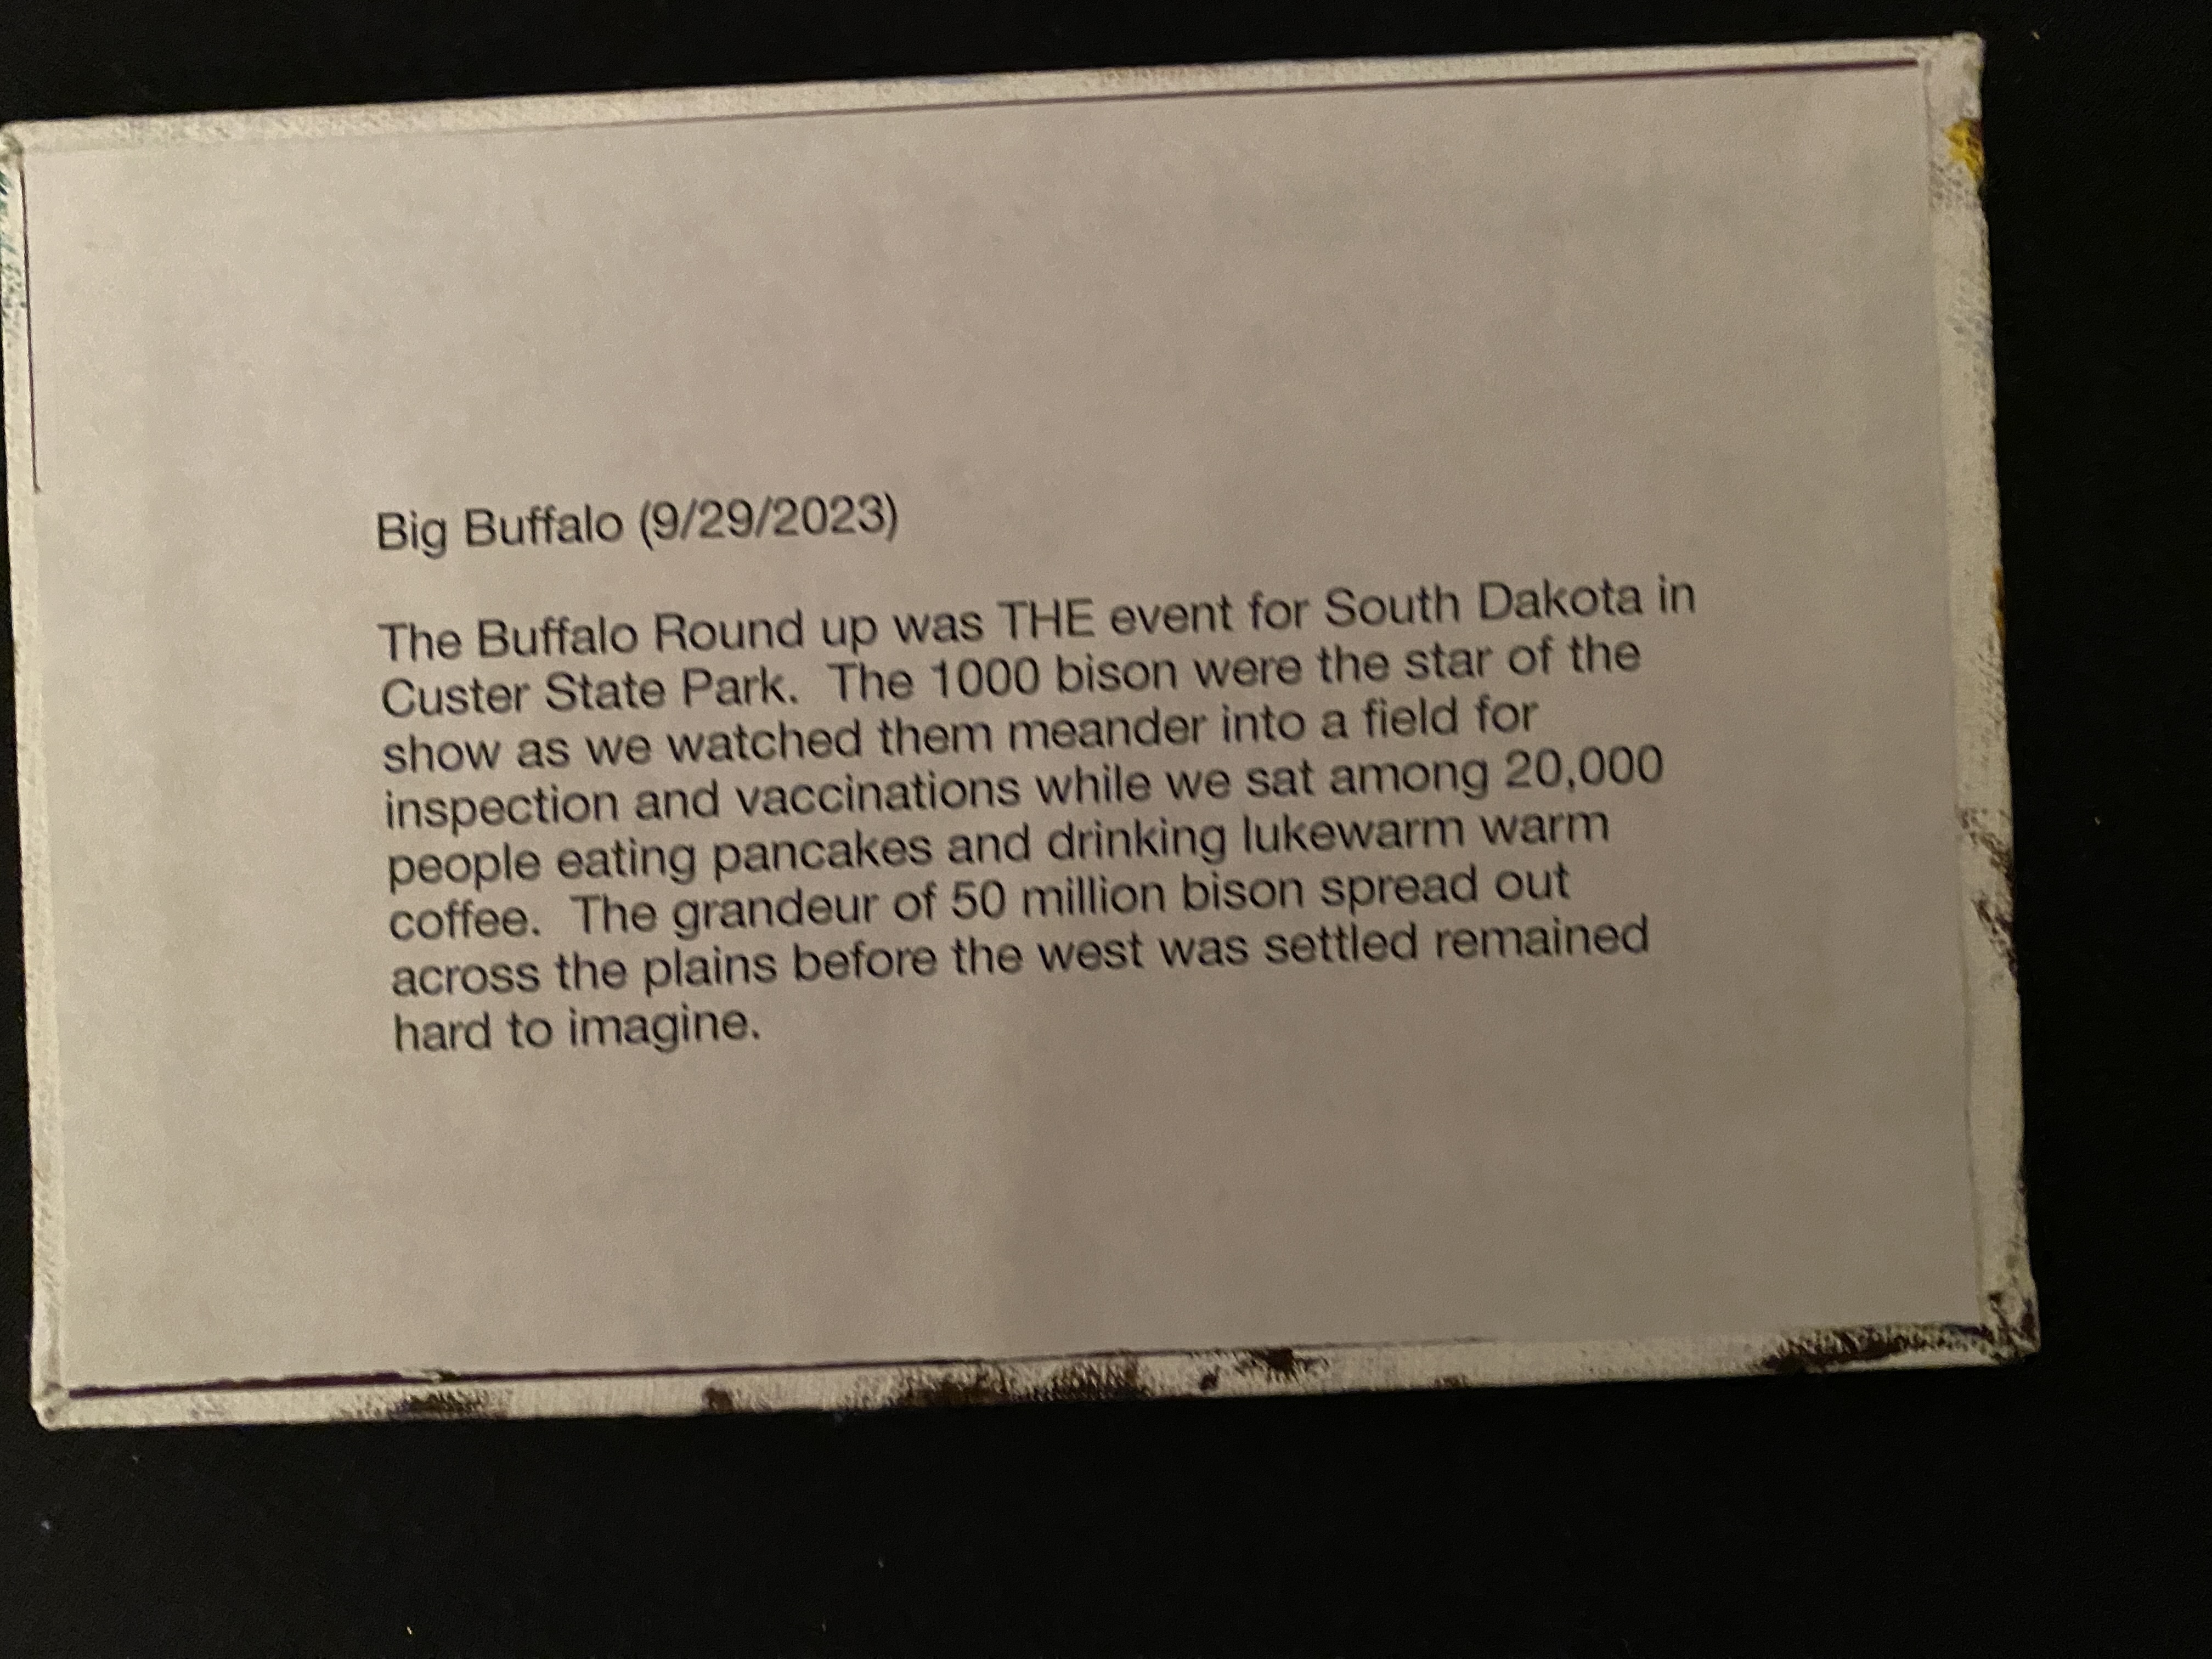 Big Buffalo (9/29/2023)
The Buffalo Round up was THE event for South Dakota in
Custer State Park.  The 1000 bison were the star of the
show as we watched them meander into a field for
inspection and vaccinations while we sat among 20,000
people eating pancakes and drinking lukewarm warm
coffee.  The grandeur of 50 million bison spread out
across the plains before the west was settled remained
hard to imagine.